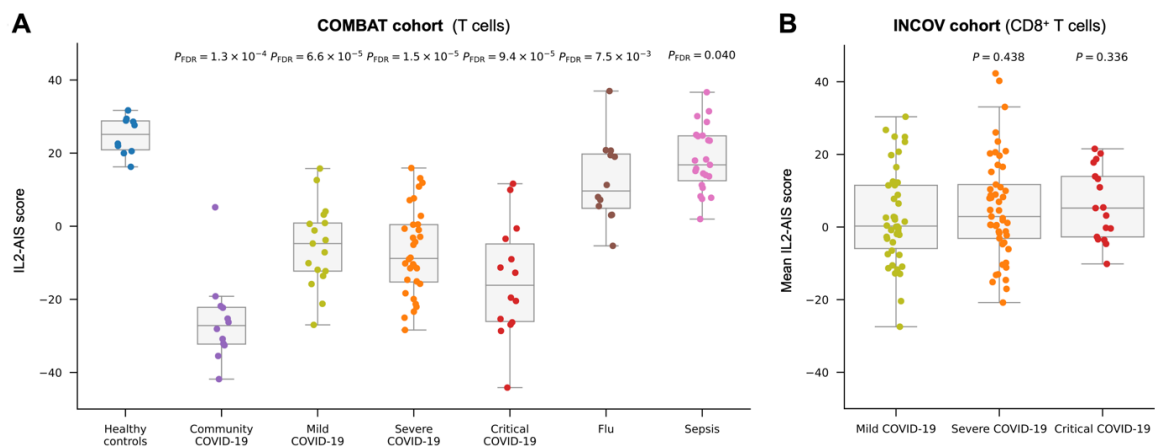 A
COMBAT cohort (T cells)
P_FDR = 1.3 × 10⁻⁴ P_FDR = 6.6 × 10⁻⁵ P_FDR = 1.5 × 10⁻⁵ P_FDR = 9.4 × 10⁻⁵ P_FDR = 7.5 × 10⁻³ P_FDR = 0.040
IL2-AIS score
40
20
0
−20
−40
Healthy controls
Community COVID-19
Mild COVID-19
Severe COVID-19
Critical COVID-19
Flu
Sepsis
B
INCOV cohort (CD8⁺ T cells)
P = 0.438 P = 0.336
Mean IL2-AIS score
40
20
0
−20
−40
Mild COVID-19 Severe COVID-19 Critical COVID-19